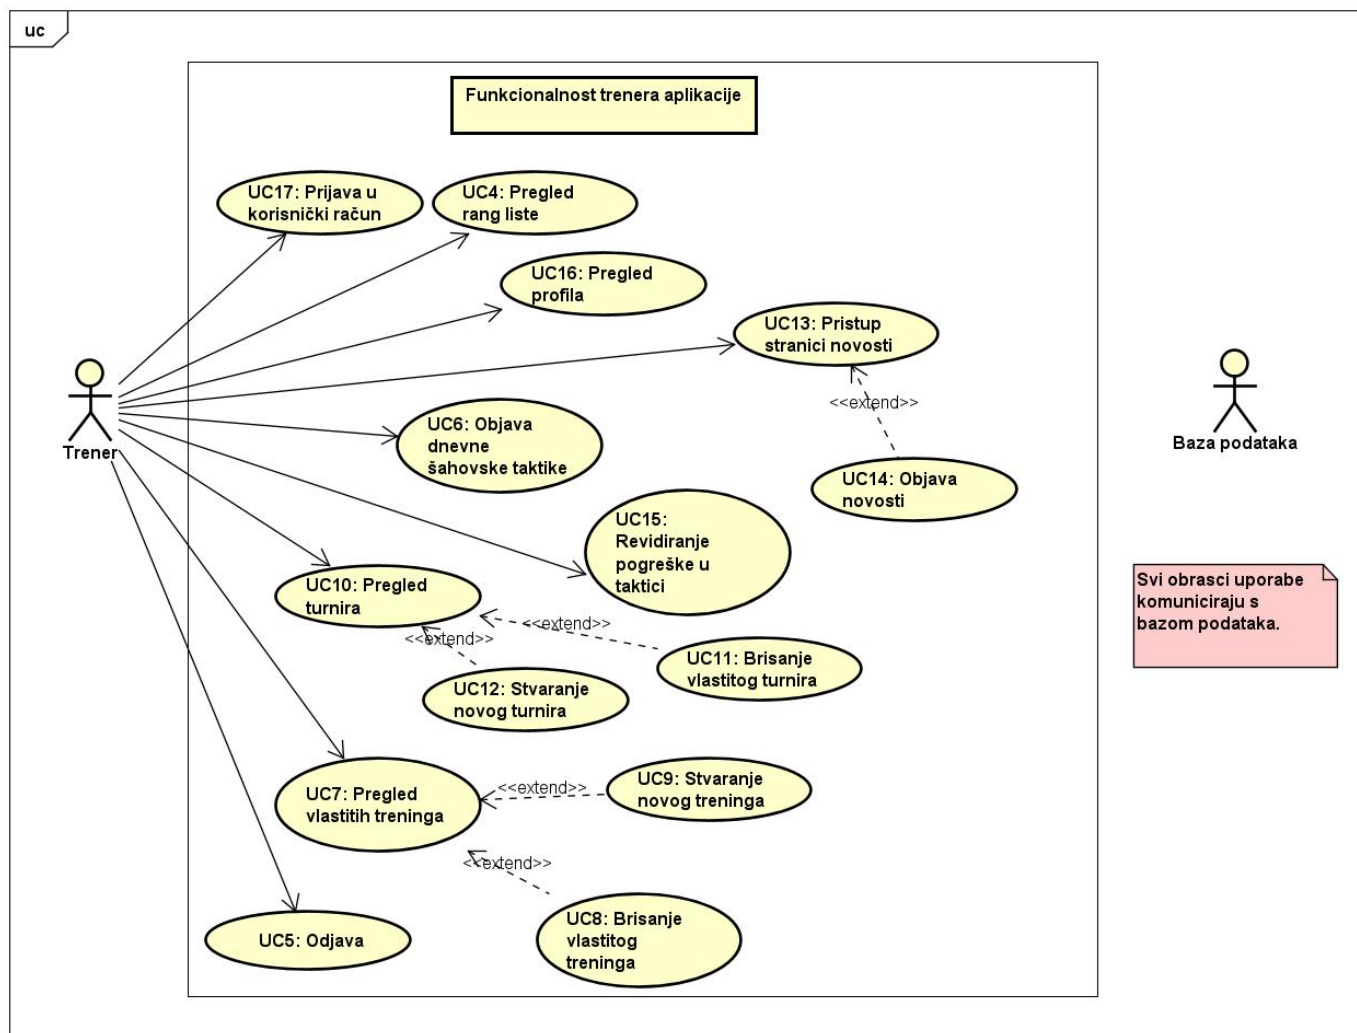 uc
Funkcionalnost trenera aplikacije
UC17: Prijava u
korisnički račun
UC4: Pregled
rang liste
UC16: Pregled
profila
UC13: Pristup
stranici novosti
<<extend>>
Trener
UC6: Objava
dnevne
šahovske taktike
Baza podataka
UC14: Objava
novosti
UC15:
Revidiranje
pogreške u
taktici
UC10: Pregled
turnira
Svi obrasci uporabe
komuniciraju s
bazom podataka.
<<extend>>
<<extend>>
UC11: Brisanje
vlastitog turnira
UC12: Stvaranje
novog turnira
UC7: Pregled
vlastitih treninga
<<extend>>
UC9: Stvaranje
novog treninga
<<extend>>
UC8: Brisanje
vlastitog
treninga
UC5: Odjava